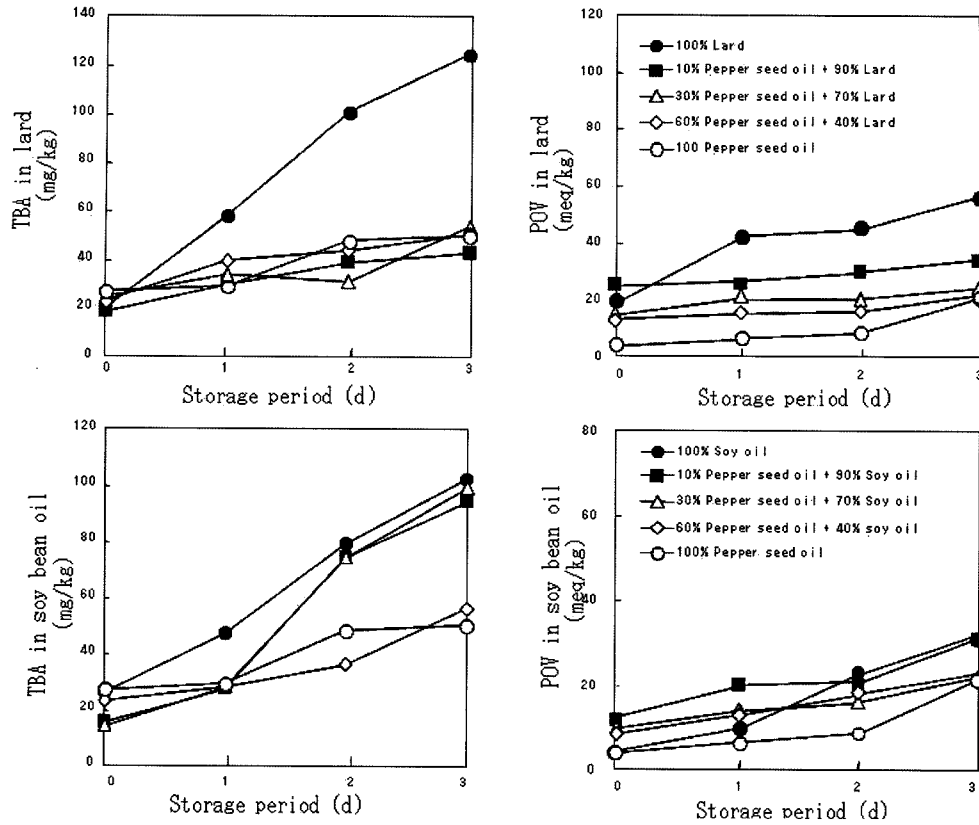 TBA in lard
(mg/kg)
120
100
80
60
40
20
0
0 1 2 3
Storage period (d)
POV in lard
(meq/kg)
120
100
80
60
40
20
0
100% Lard
10% Pepper seed oil + 90% Lard
30% Pepper seed oil + 70% Lard
60% Pepper seed oil + 40% Lard
100 Pepper seed oil
0 1 2 3
Storage period (d)
TBA in soy bean oil
(mg/kg)
120
100
80
60
40
20
0
0 1 2 3
Storage period (d)
POV in soy bean oil
(meq/kg)
80
60
40
20
0
100% Soy oil
10% Pepper seed oil + 90% Soy oil
30% Pepper seed oil + 70% Soy oil
60% Pepper seed oil + 40% soy oil
100% Pepper seed oil
0 1 2 3
Storage period (d)